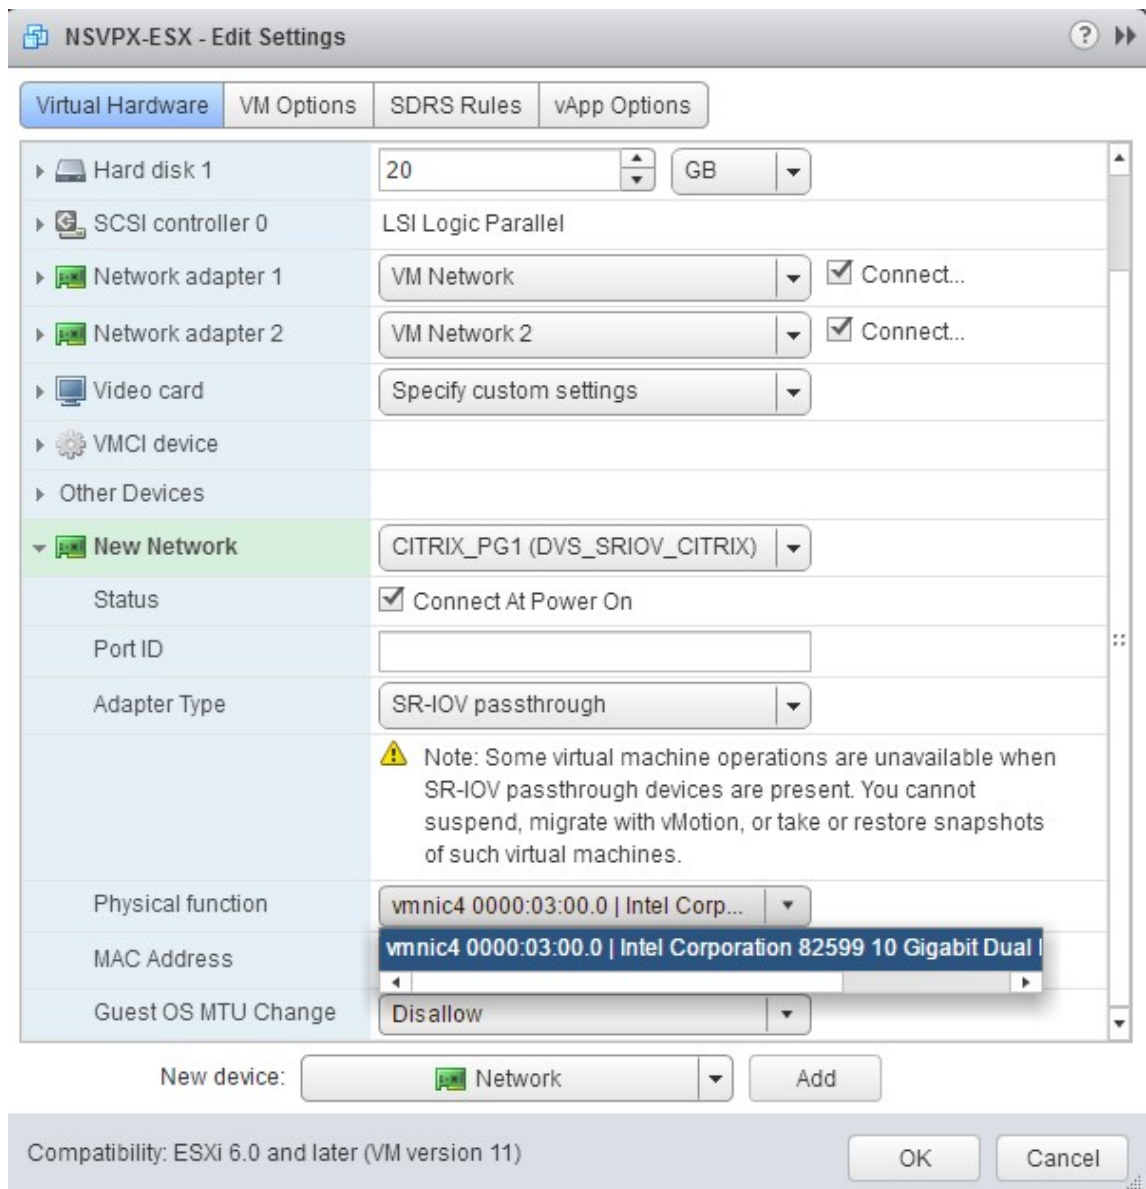 NSVPX-ESX - Edit Settings
Virtual Hardware VM Options SDRS Rules vApp Options
Hard disk 1 20 GB
SCSI controller 0 LSI Logic Parallel
Network adapter 1 VM Network Connect...
Network adapter 2 VM Network 2 Connect...
Video card Specify custom settings
VMCI device
Other Devices
New Network CITRIX_PG1 (DVS_SRIOV_CITRIX)
Status Connect At Power On
Port ID
Adapter Type SR-IOV passthrough
Note: Some virtual machine operations are unavailable when
SR-IOV passthrough devices are present. You cannot
suspend, migrate with vMotion, or take or restore snapshots
of such virtual machines.
Physical function vmnic4 0000:03:00.0 | Intel Corp...
vmnic4 0000:03:00.0 | Intel Corporation 82599 10 Gigabit Dual
MAC Address
Guest OS MTU Change Disallow
New device: Network Add
Compatibility: ESXi 6.0 and later (VM version 11) OK Cancel